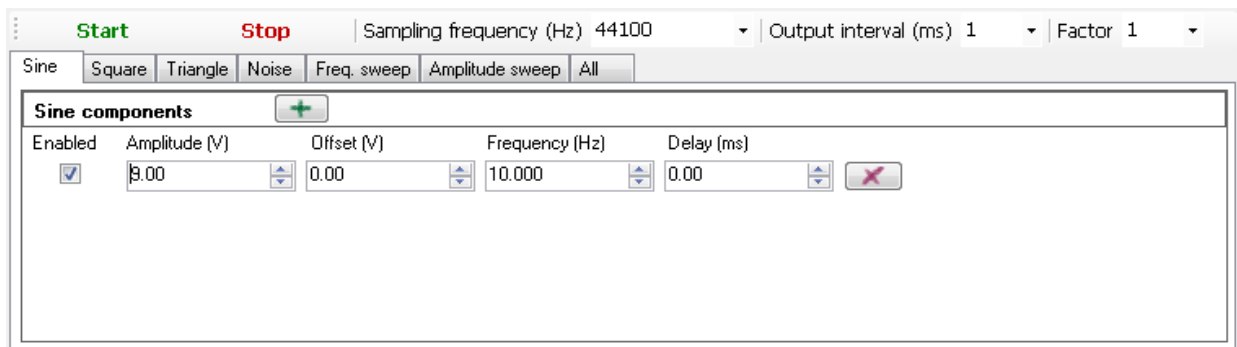 Start Stop Sampling frequency (Hz) 44100 Output interval (ms) 1 Factor 1
Sine Square Triangle Noise Freq. sweep Amplitude sweep All
Sine components
Enabled Amplitude (V) Offset (V) Frequency (Hz) Delay (ms)
9.00 0.00 10.000 0.00